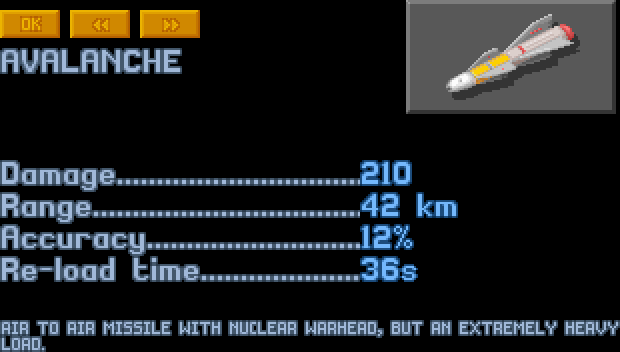 OK << >>
AVALANCHE
Damage..............................210
Range.................................42 km
Accuracy...........................12%
Re-load time....................36s
AIR TO AIR MISSILE WITH NUCLEAR WARHEAD, BUT AN EXTREMELY HEAVY
LOAD.